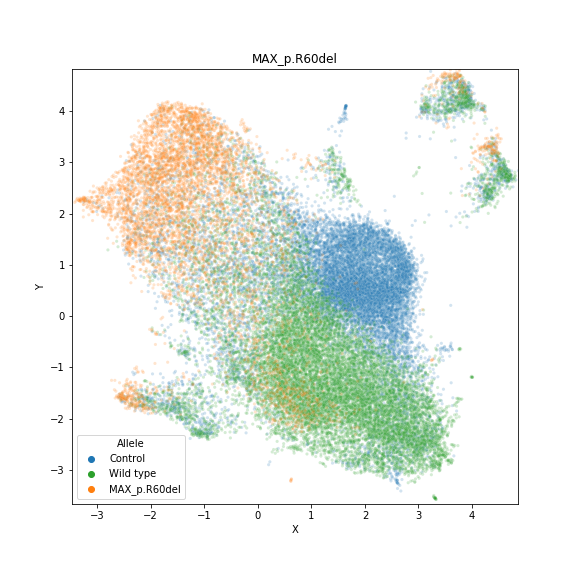 MAX_p.R60del
Y
4
3
2
1
0
−1
−2
−3
Allele
Control
Wild type
MAX_p.R60del
−3 −2 −1 0 1 2 3 4
X